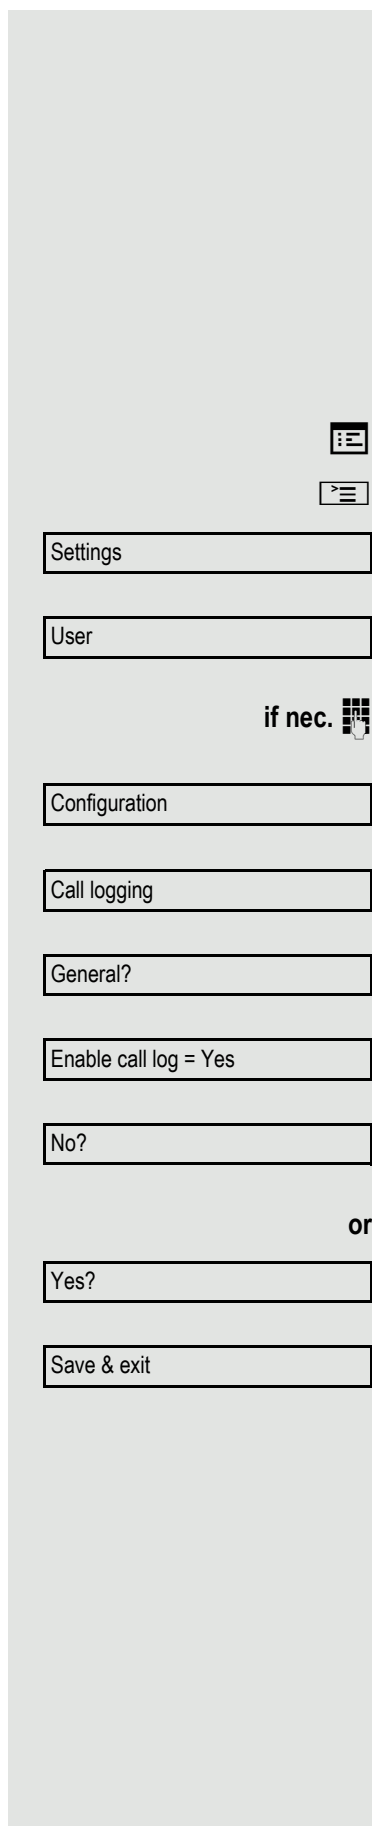 Settings
User
if nec.
Configuration
Call logging
General?
Enable call log = Yes
No?
or
Yes?
Save & exit